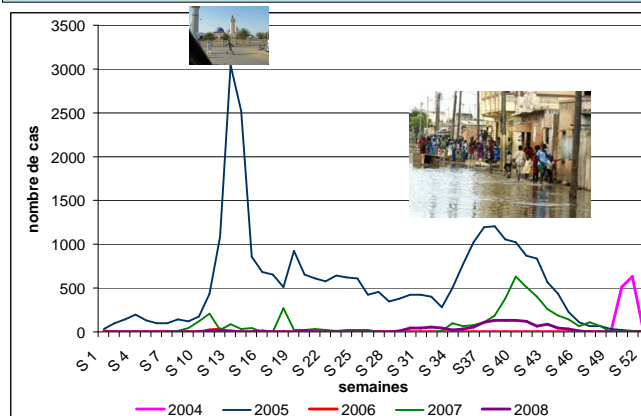 nombre de cas
3500
3000
2500
2000
1500
1000
500
0
S 1
S 4
S 7
S 10
S 13
S 16
S 19
S 22
S 25
S 28
S 31
S 34
S37
S 40
S 43
S 46
S 49
S 52
semaines
2004 2005 2006 2007 2008